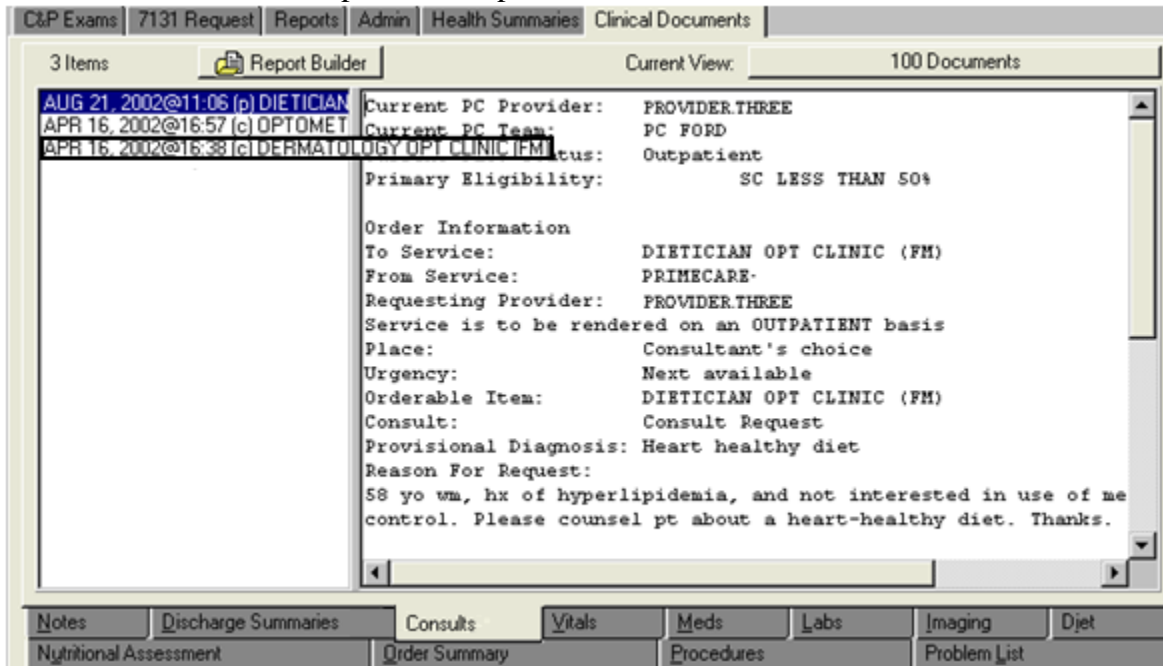 C&P Exams 7131 Request Reports Admin Health Summaries Clinical Documents
3 Items Report Builder Current View: 100 Documents
AUG 21, 2002@11:06 (p) DIETICIAN
APR 16, 2002@16:57 (c) OPTOMET
APR 16, 2002@16:38 (c) DERMATOLOGY OPT CLINIC (FM)
Current PC Provider: PROVIDER.THREE
Current PC Team: PC FORD
tus: Outpatient
Primary Eligibility: SC LESS THAN 50%
Order Information
To Service: DIETICIAN OPT CLINIC (FM)
From Service: PRIMECARE-
Requesting Provider: PROVIDER.THREE
Service is to be rendered on an OUTPATIENT basis
Place: Consultant's choice
Urgency: Next available
Orderable Item: DIETICIAN OPT CLINIC (FM)
Consult: Consult Request
Provisional Diagnosis: Heart healthy diet
Reason For Request:
58 yo wm, hx of hyperlipidemia, and not interested in use of me
control. Please counsel pt about a heart-healthy diet. Thanks.
Notes Discharge Summaries Consults Vitals Meds Labs Imaging Diet
Nutritional Assessment Order Summary Procedures Problem List